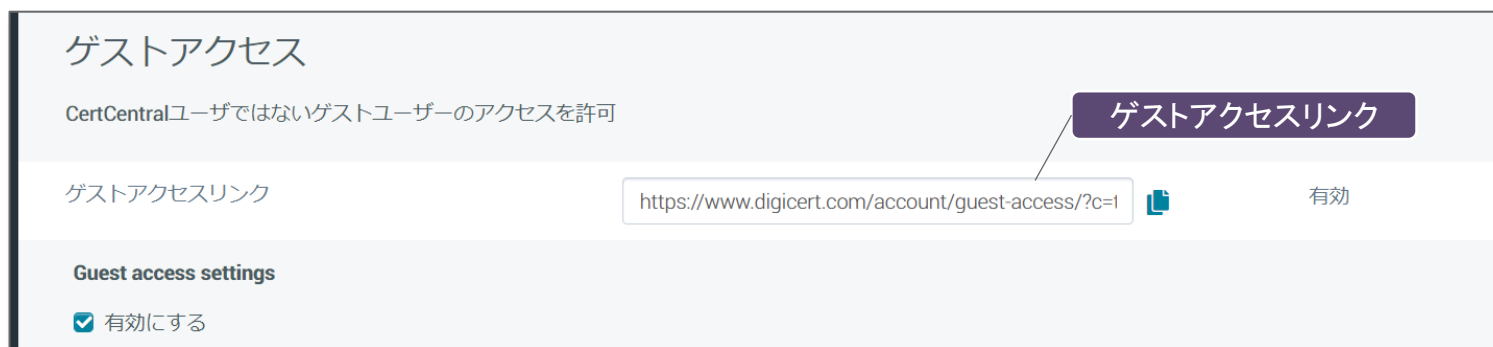 ゲストアクセス
CertCentralユーザではないゲストユーザーのアクセスを許可
ゲストアクセスリンク
ゲストアクセスリンク
https://www.digicert.com/account/guest-access/?c=
有効
Guest access settings
有効にする